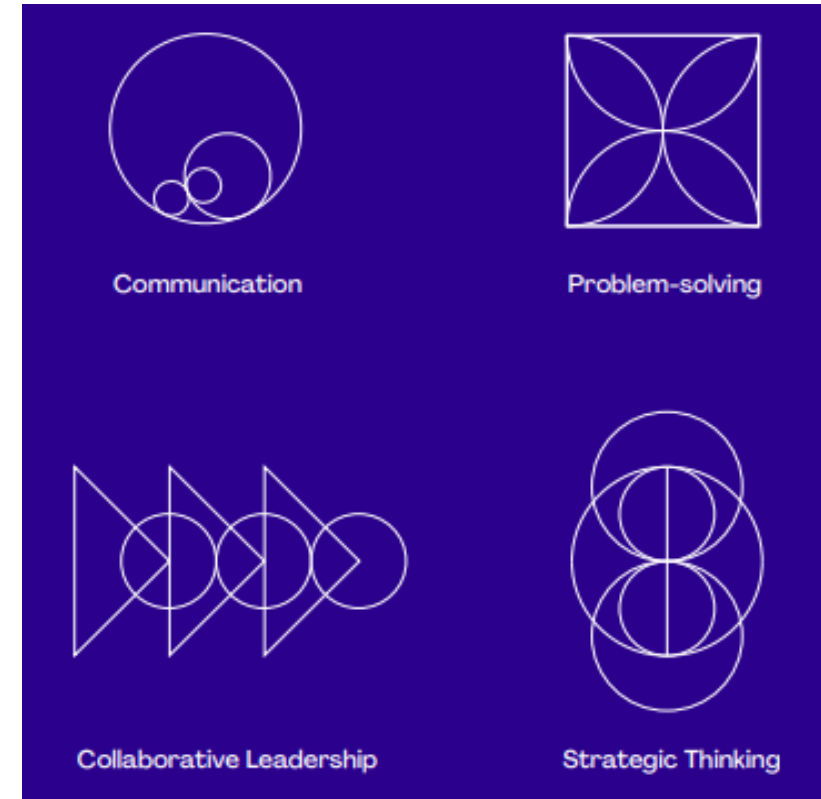 Communication
Problem-solving
Collaborative Leadership
Strategic Thinking